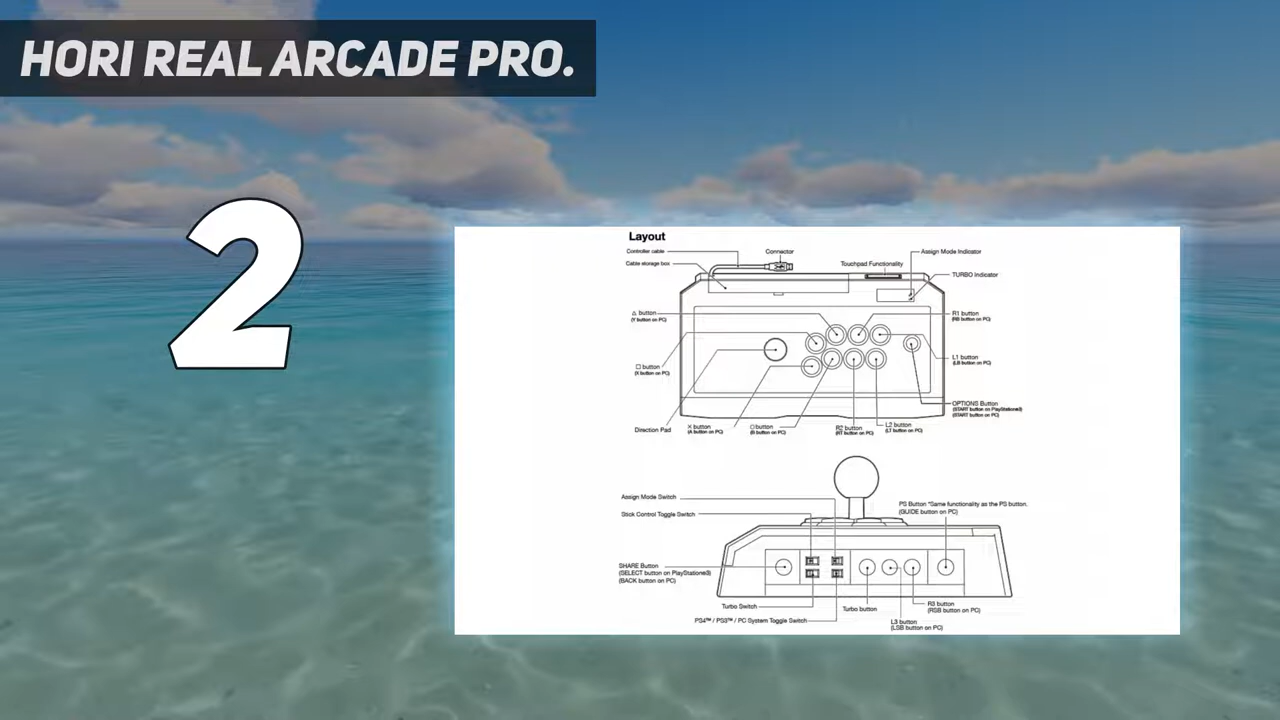 HORI REAL ARCADE PRO.
2
Layout
Controller cable
Connector
Assign Mode Indicator
Cable storage box
Touchpad Functionality
TURBO Indicator
△ button
(Y button on PC)
R1 button
(RB button on PC)
□ button
(X button on PC)
L1 button
(LB button on PC)
OPTIONS Button
(START button on PlayStation®3)
(START button on PC)
Direction Pad
✕ button
(A button on PC)
○ button
(B button on PC)
R2 button
(RT button on PC)
L2 button
(LT button on PC)
Assign Mode Switch
Stick Control Toggle Switch
PS Button *Same functionality as the PS button.
(GUIDE button on PC)
SHARE Button
(SELECT button on PlayStation®3)
(BACK button on PC)
Turbo Switch
Turbo button
R3 button
(RSB button on PC)
PS4™ / PS3™ / PC System Toggle Switch
L3 button
(LSB button on PC)